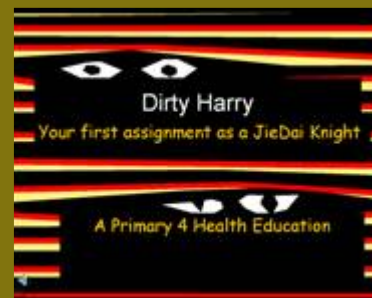 Dirty Harry
Your first assignment as a JieDai Knight
A Primary 4 Health Education